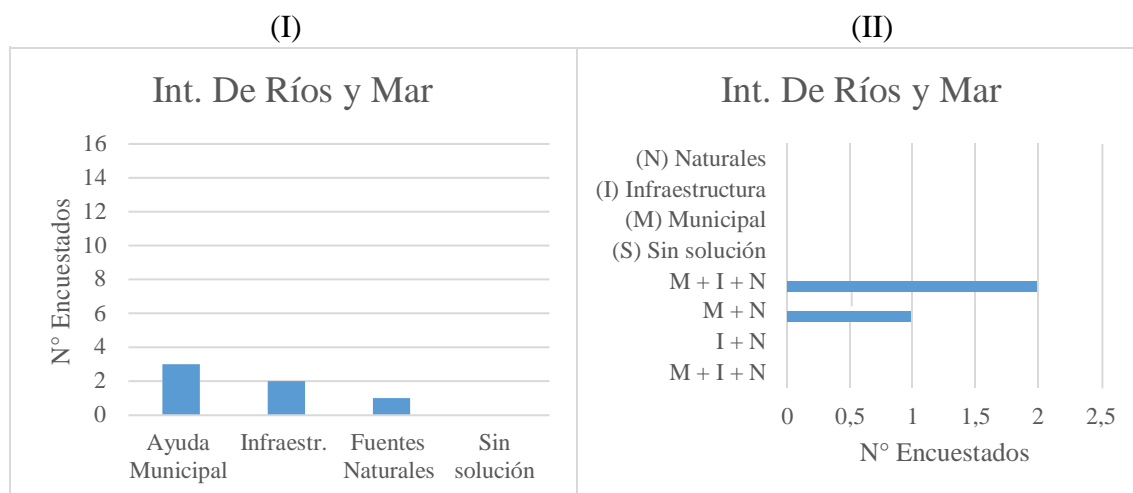 (I)
Int. De Ríos y Mar
N° Encuestados
16
14
12
10
8
6
4
2
0
Ayuda Municipal
Infraestr.
Fuentes Naturales
Sin solución
(II)
Int. De Ríos y Mar
(N) Naturales
(I) Infraestructura
(M) Municipal
(S) Sin solución
M + I + N
M + N
I + N
M + I + N
0 0,5 1 1,5 2 2,5
N° Encuestados